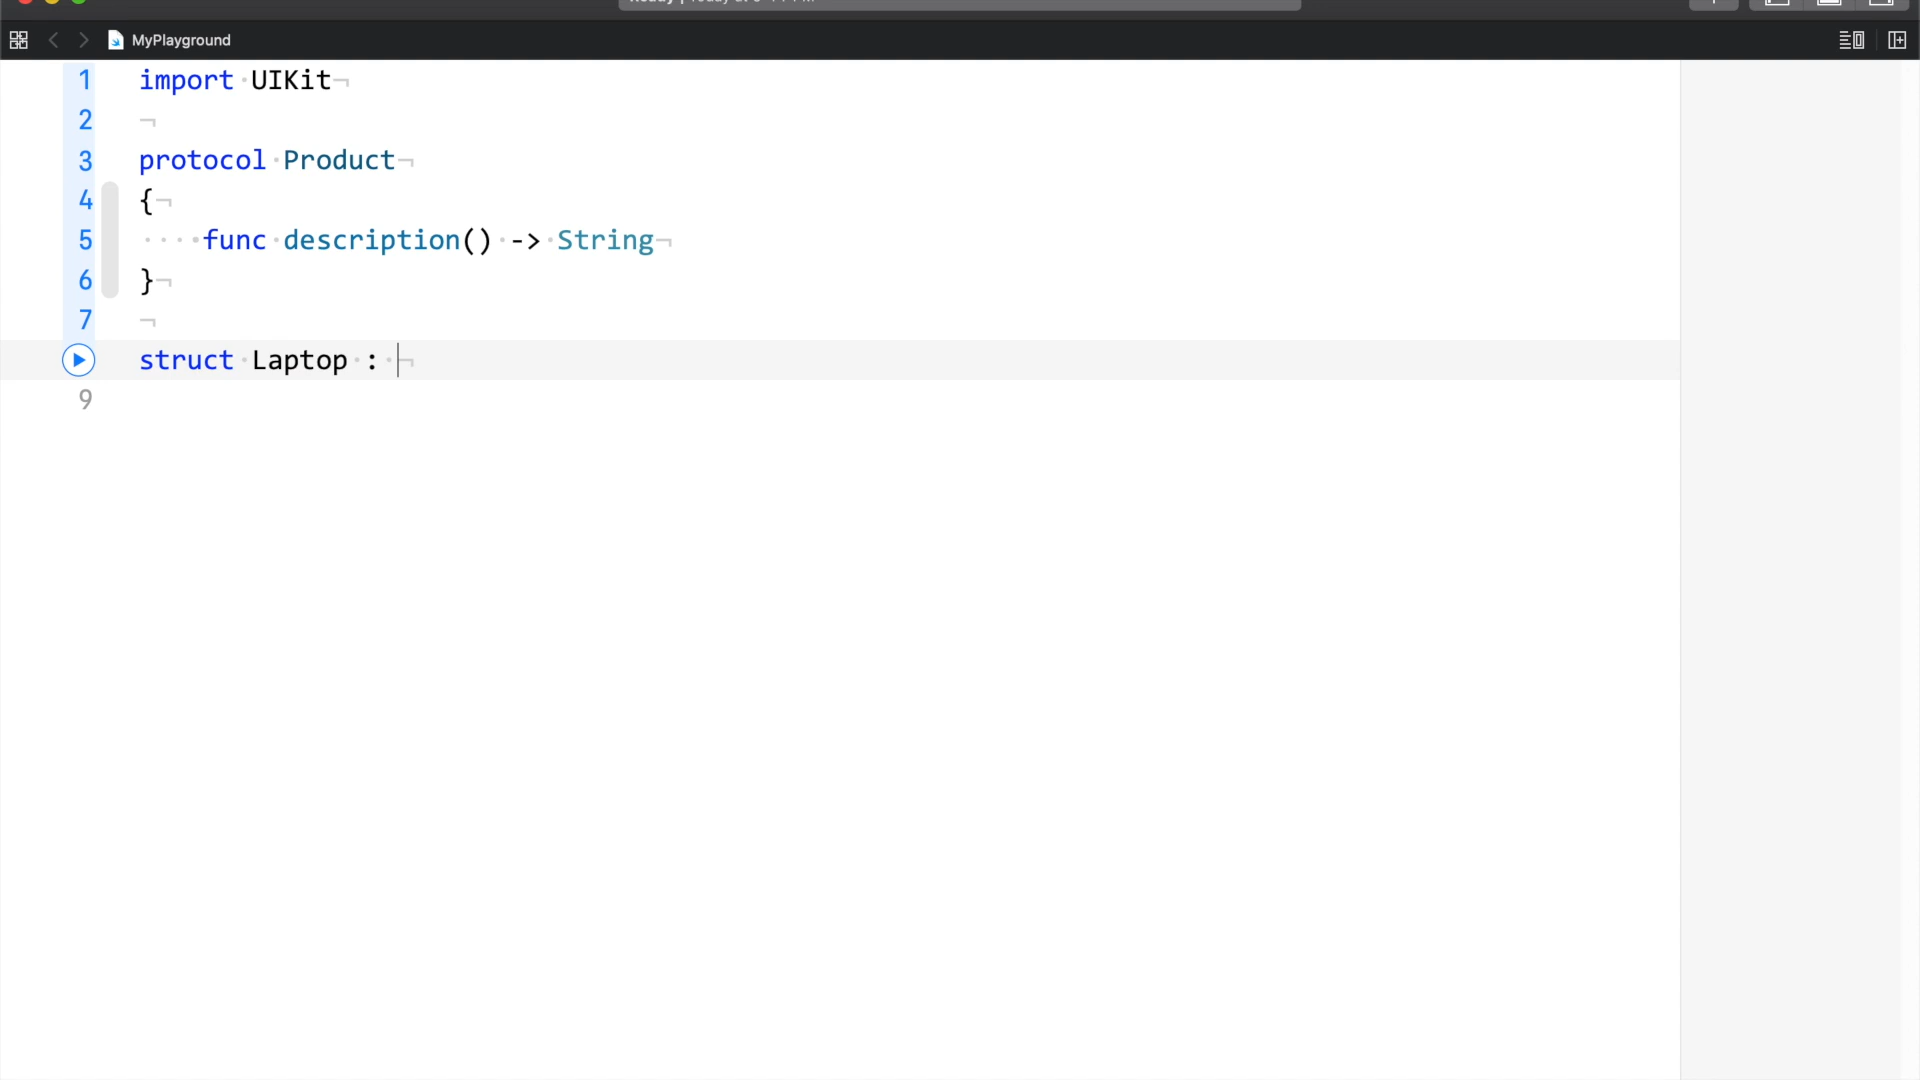 MyPlayground
1 import UIKit
2
3 protocol Product
4 {
5 func description() -> String
6 }
7
struct Laptop :
9